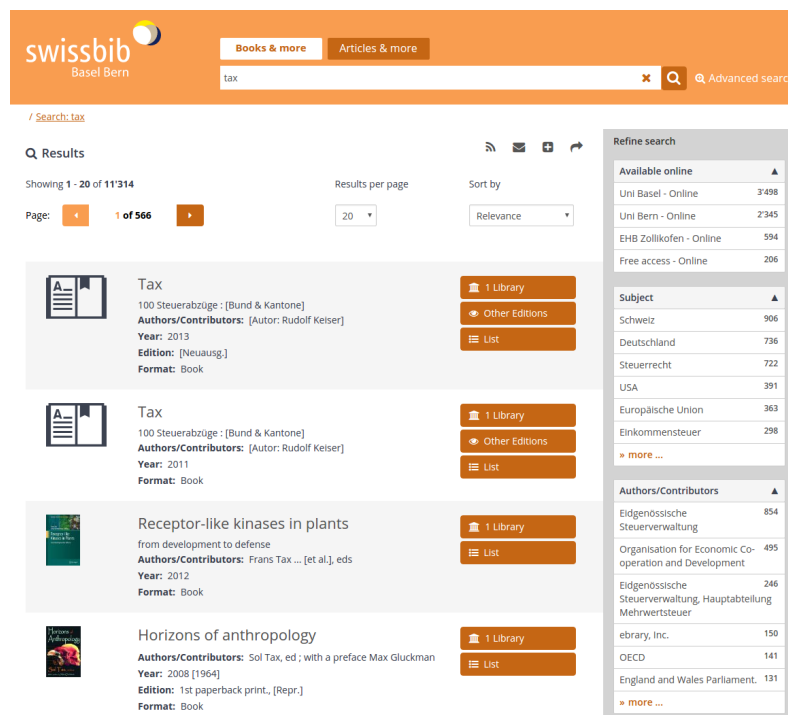 swissbib
Basel Bern
Books & more
Articles & more
tax
Advanced searc
/ Search: tax
Results
Showing 1 - 20 of 11'314
Results per page
Sort by
Page:
1 of 566
20
Relevance
Tax
100 Steuerabzüge : [Bund & Kantone]
Authors/Contributors: [Autor: Rudolf Keiser]
Year: 2013
Edition: [Neuausg.]
Format: Book
1 Library
Other Editions
List
Tax
100 Steuerabzüge : [Bund & Kantone]
Authors/Contributors: [Autor: Rudolf Keiser]
Year: 2011
Format: Book
1 Library
Other Editions
List
Receptor-like kinases in plants
from development to defense
Authors/Contributors: Frans Tax ... [et al.], eds
Year: 2012
Format: Book
1 Library
List
Horizons of anthropology
Authors/Contributors: Sol Tax, ed ; with a preface Max Gluckman
Year: 2008 [1964]
Edition: 1st paperback print., [Repr.]
Format: Book
1 Library
List
Refine search
Available online
Uni Basel - Online 3'498
Uni Bern - Online 2'345
EHB Zollikofen - Online 594
Free access - Online 206
Subject
Schweiz 906
Deutschland 736
Steuerrecht 722
USA 391
Europäische Union 363
Einkommensteuer 298
» more ...
Authors/Contributors
Eidgenössische 854
Steuerverwaltung
Organisation for Economic Co- 495
operation and Development
Eidgenössische 246
Steuerverwaltung, Hauptabteilung
Mehrwertsteuer
ebrary, Inc. 150
OECD 141
England and Wales Parliament. 131
» more ...